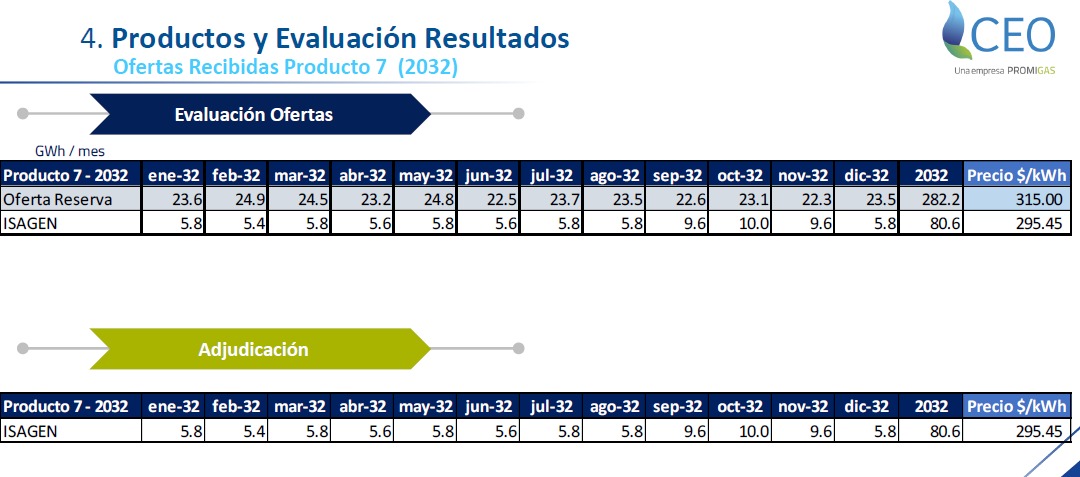 4. Productos y Evaluación Resultados
Ofertas Recibidas Producto 7 (2032)
CEO
Una empresa PROMIGAS
Evaluación Ofertas
GWh / mes
Producto 7 - 2032 ene-32 feb-32 mar-32 abr-32 may-32 jun-32 jul-32 ago-32 sep-32 oct-32 nov-32 dic-32 2032 Precio $/kWh
Oferta Reserva 23.6 24.9 24.5 23.2 24.8 22.5 23.7 23.5 22.6 23.1 22.3 23.5 282.2 315.00
ISAGEN 5.8 5.4 5.8 5.6 5.8 5.6 5.8 5.8 9.6 10.0 9.6 5.8 80.6 295.45
Adjudicación
Producto 7 - 2032 ene-32 feb-32 mar-32 abr-32 may-32 jun-32 jul-32 ago-32 sep-32 oct-32 nov-32 dic-32 2032 Precio $/kWh
ISAGEN 5.8 5.4 5.8 5.6 5.8 5.6 5.8 5.8 9.6 10.0 9.6 5.8 80.6 295.45